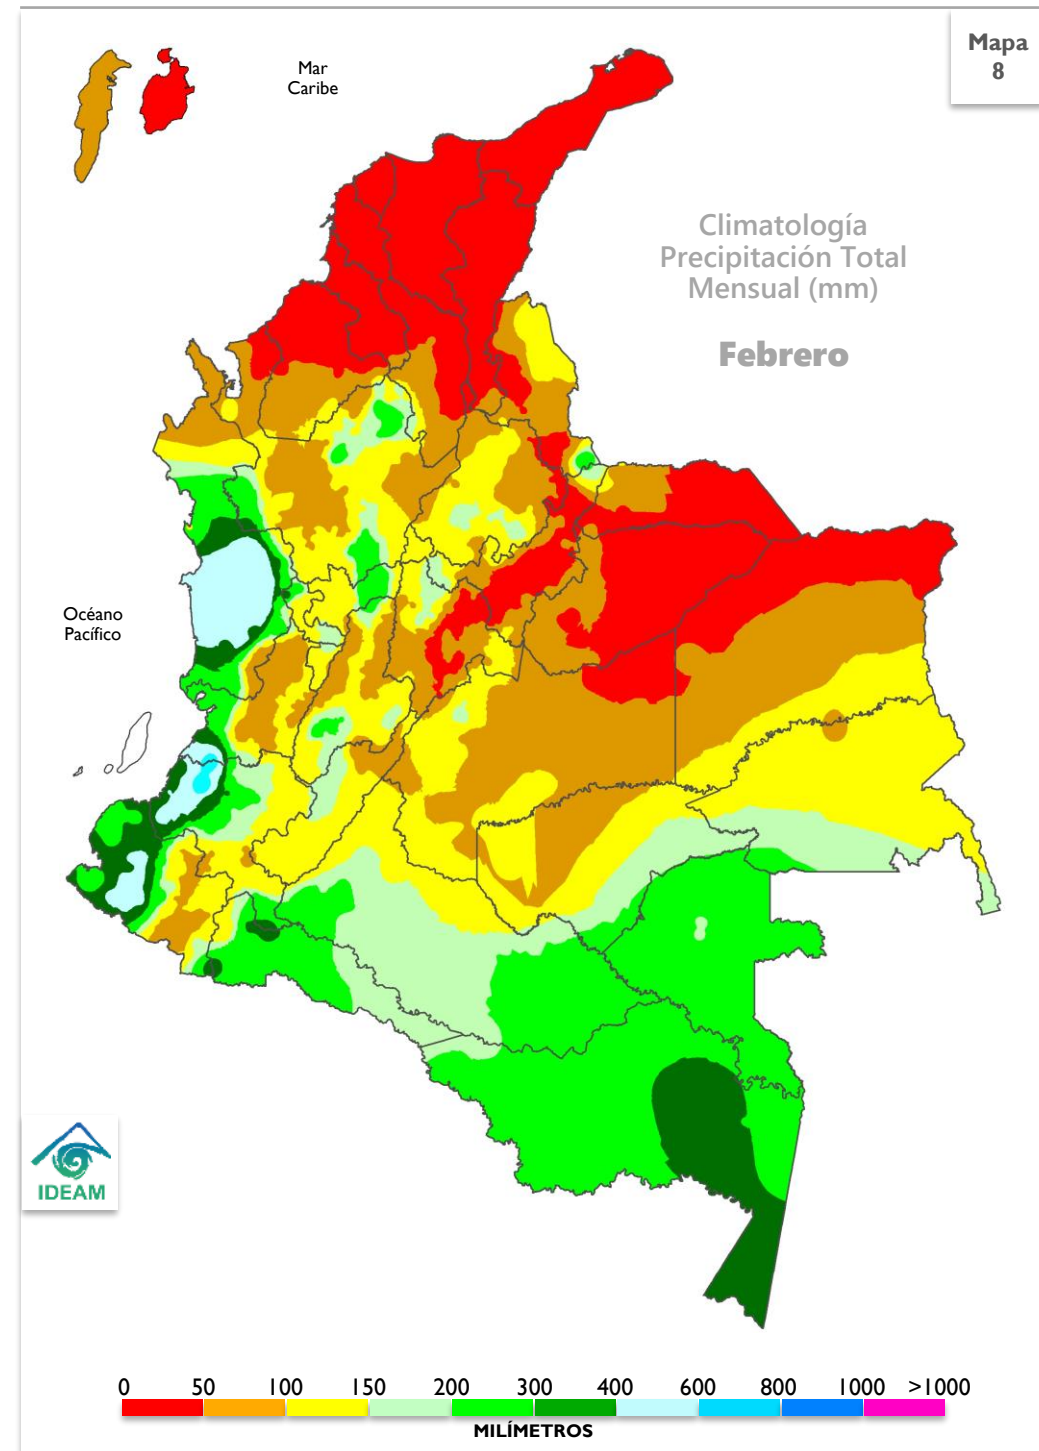 Mapa
8
Mar
Caribe
Climatología
Precipitación Total
Mensual (mm)
Febrero
Océano
Pacífico
IDEAM
0 50 100 150 200 300 400 600 800 1000 >1000
MILÍMETROS